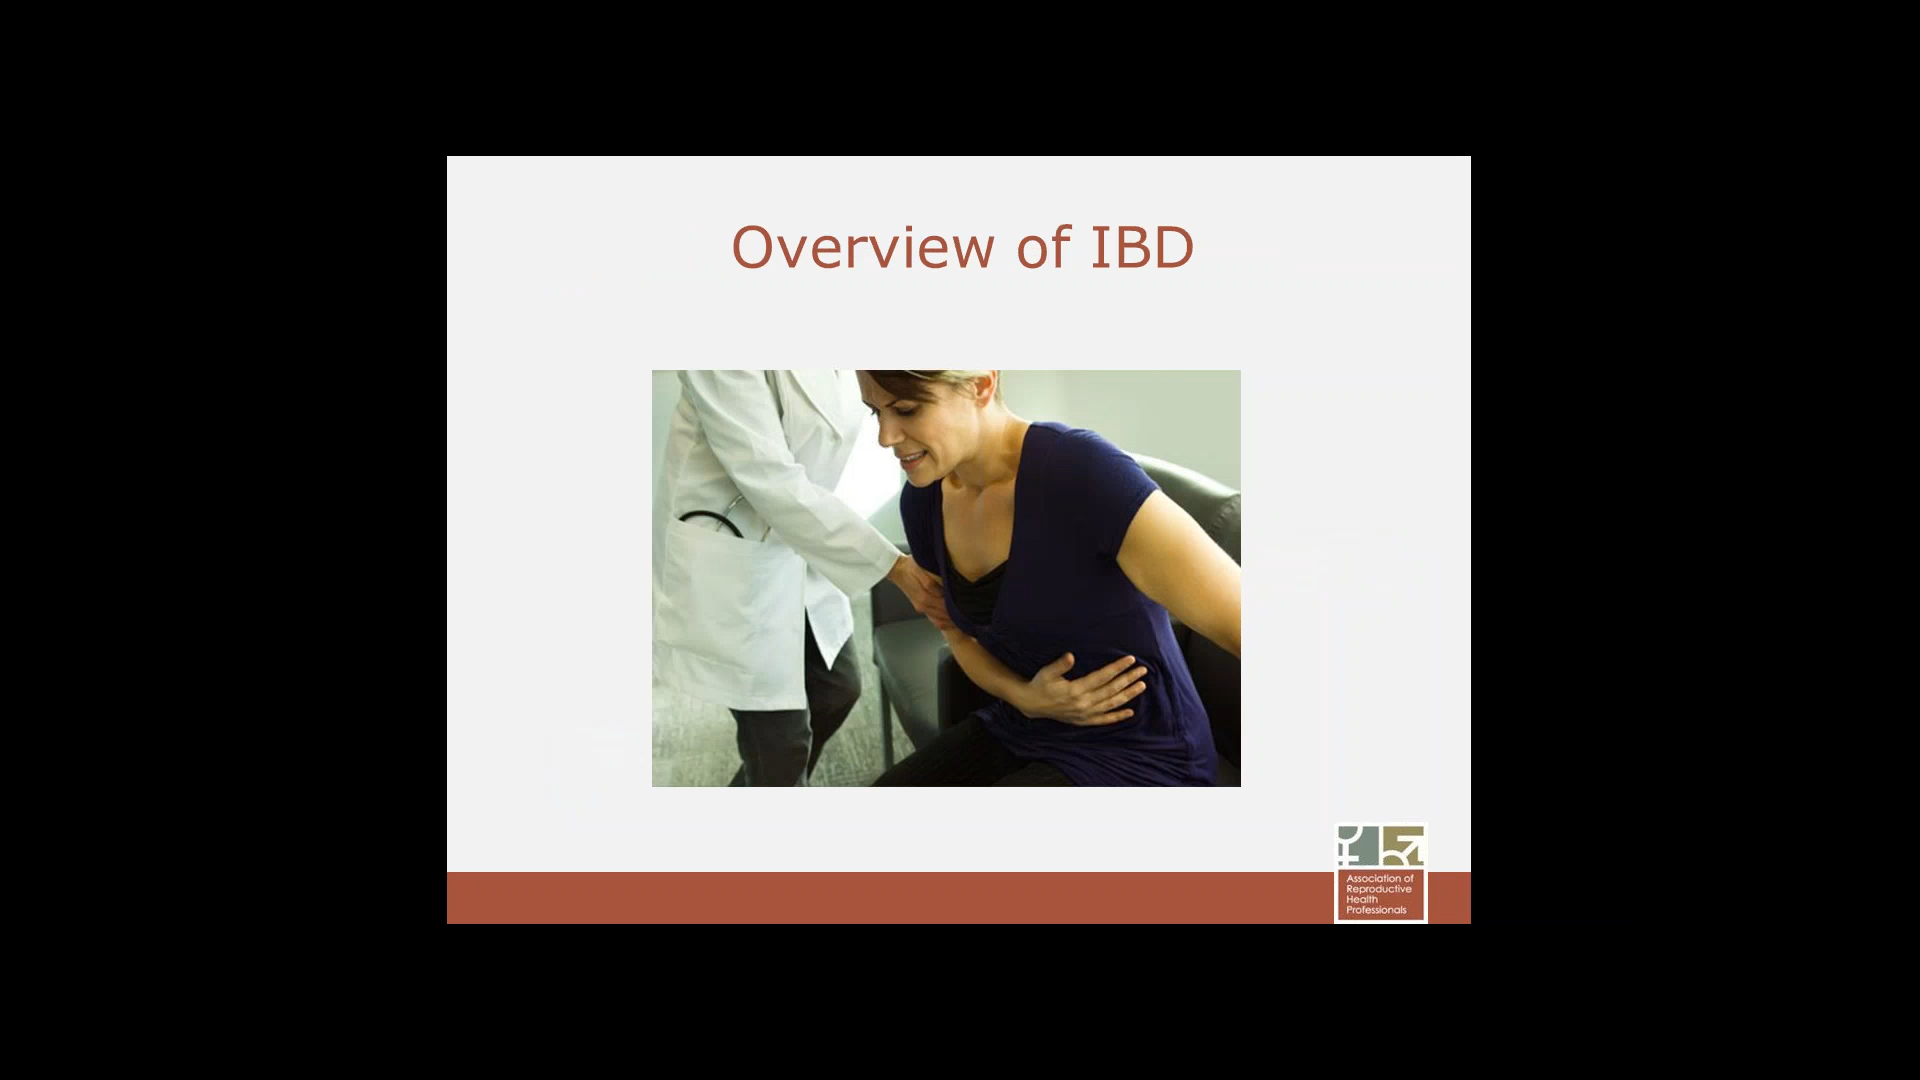 Overview of IBD
Association of
Reproductive
Health
Professionals